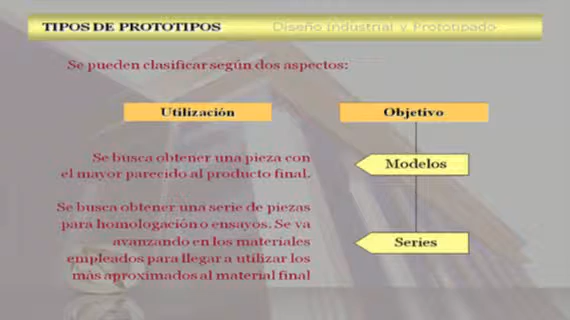 TIPOS DE PROTOTIPOS
Diseño Industrial y Prototipado
Se pueden clasificar según dos aspectos:
Utilización
Objetivo
Se busca obtener una pieza con
el mayor parecido al producto final.
Modelos
Se busca obtener una serie de piezas
para homologación o ensayos. Se va
avanzando en los materiales
empleados para llegar a utilizar los
más aproximados al material final
Series